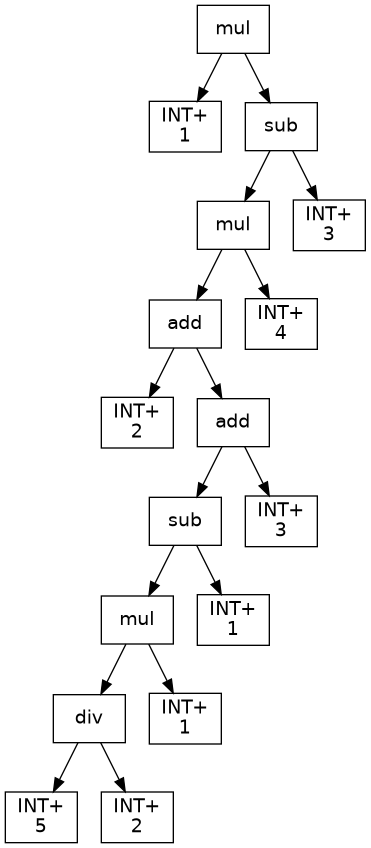 mul
INT+
1
sub
mul
INT+
3
add
INT+
4
INT+
2
add
sub
INT+
3
mul
INT+
1
div
INT+
1
INT+
5
INT+
2